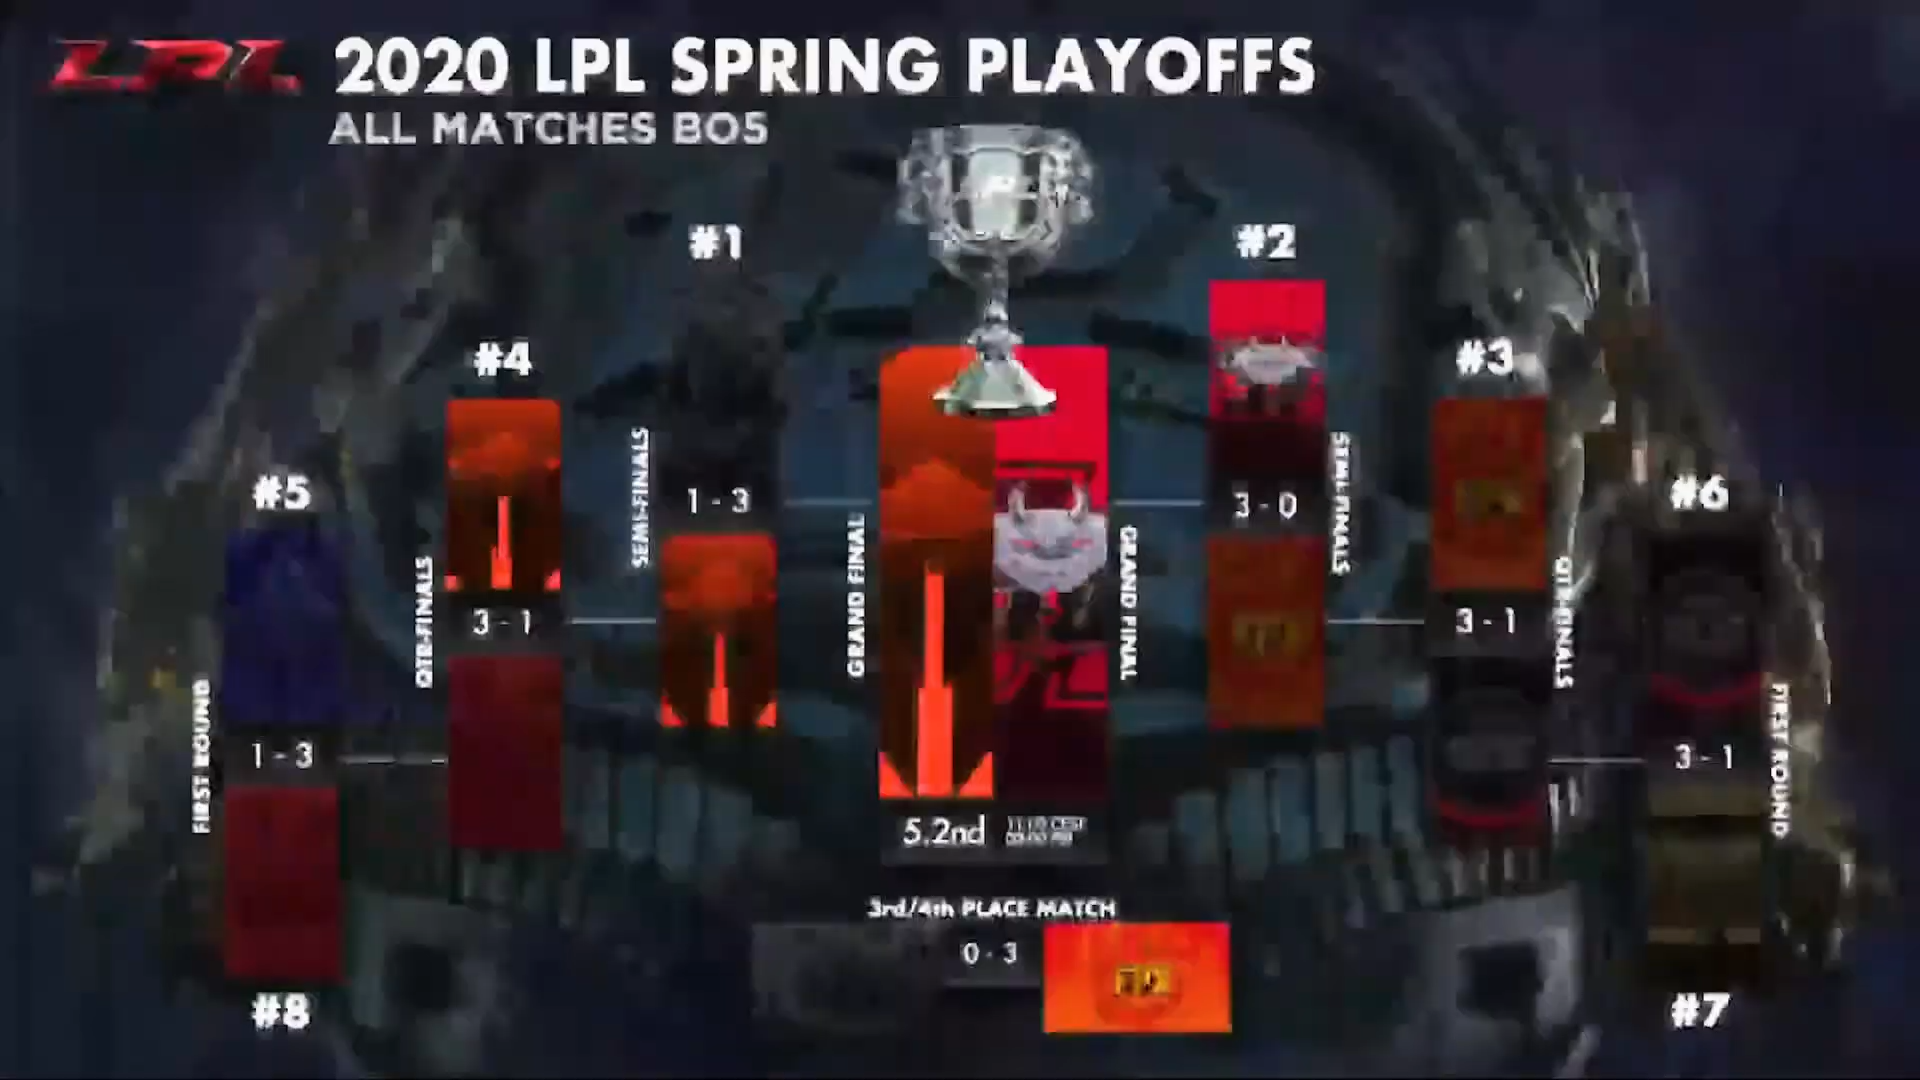 LPL
2020 LPL SPRING PLAYOFFS
ALL MATCHES BO5
#1
#2
#4
#3
#5
#6
SEMI-FINALS
1 - 3
3 - 0
SEMI-FINALS
GRAND FINAL
GRAND FINAL
QTR-FINALS
3 - 1
3 - 1
QTR-FINALS
FIRST ROUND
1 - 3
3 - 1
FIRST ROUND
5.2nd
3rd/4th PLACE MATCH
0 - 3
#8
#7